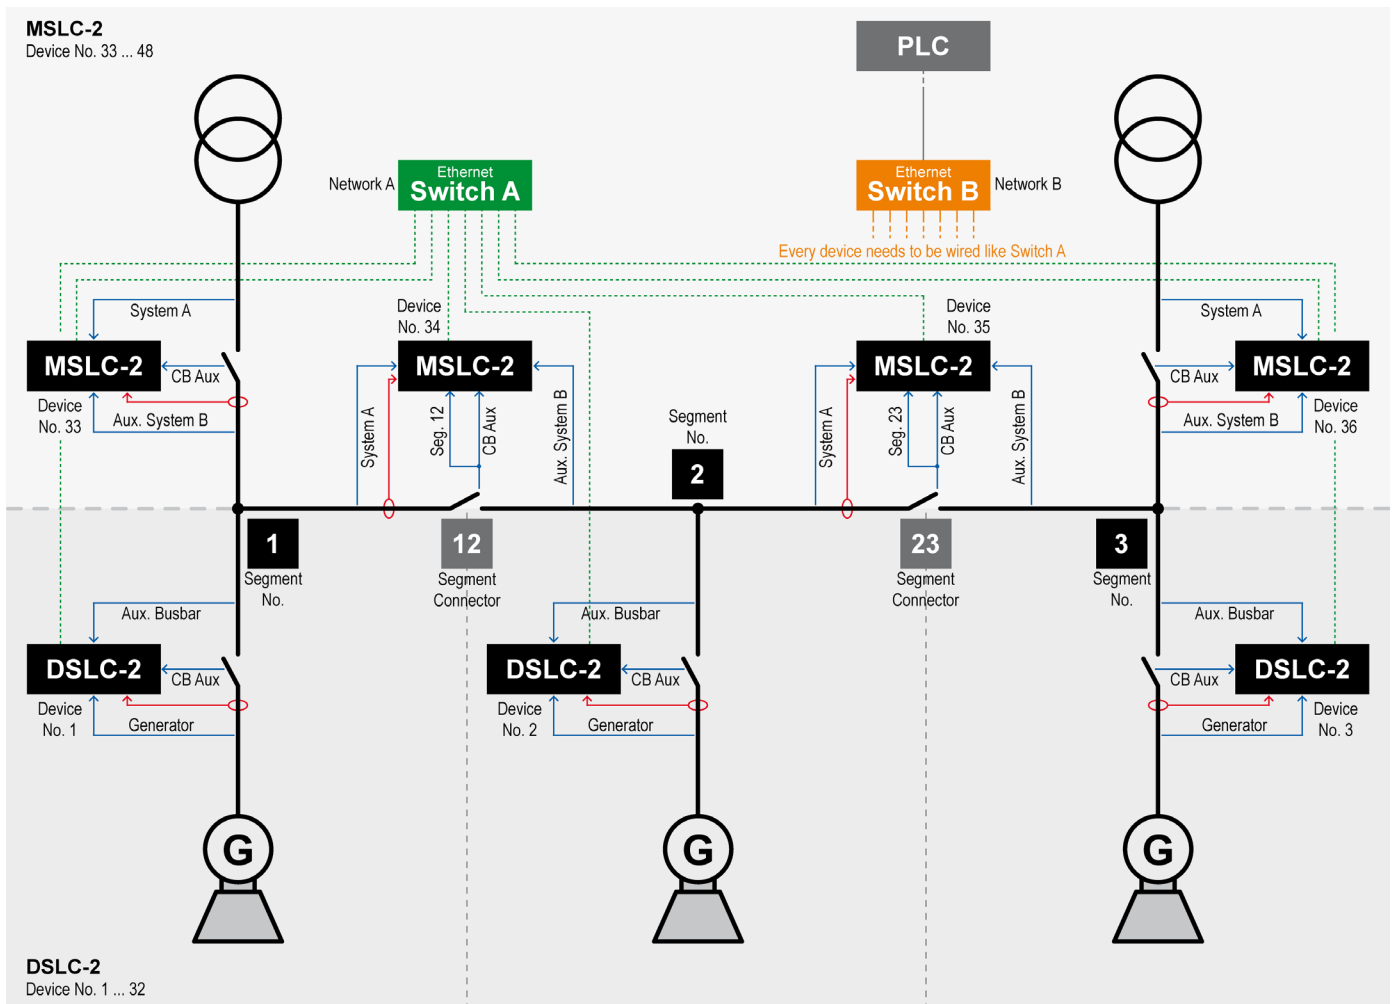 MSLC-2
Device No. 33 ... 48
PLC
Network A
Ethernet
Switch A
Ethernet
Switch B
Network B
Every device needs to be wired like Switch A
System A
MSLC-2
CB Aux
Device
No. 33
Aux. System B
Device
No. 34
MSLC-2
System A
Seg. 12
CB Aux
Aux. System B
Segment
No.
2
Device
No. 35
MSLC-2
System A
Seg. 23
CB Aux
Aux. System B
System A
MSLC-2
CB Aux
Device
No. 36
Aux. System B
1
Segment
No.
12
Segment
Connector
23
Segment
Connector
3
Segment
No.
Aux. Busbar
DSLC-2
CB Aux
Device
No. 1
Generator
G
Aux. Busbar
DSLC-2
CB Aux
Device
No. 2
Generator
G
Aux. Busbar
DSLC-2
CB Aux
Device
No. 3
Generator
G
DSLC-2
Device No. 1 ... 32